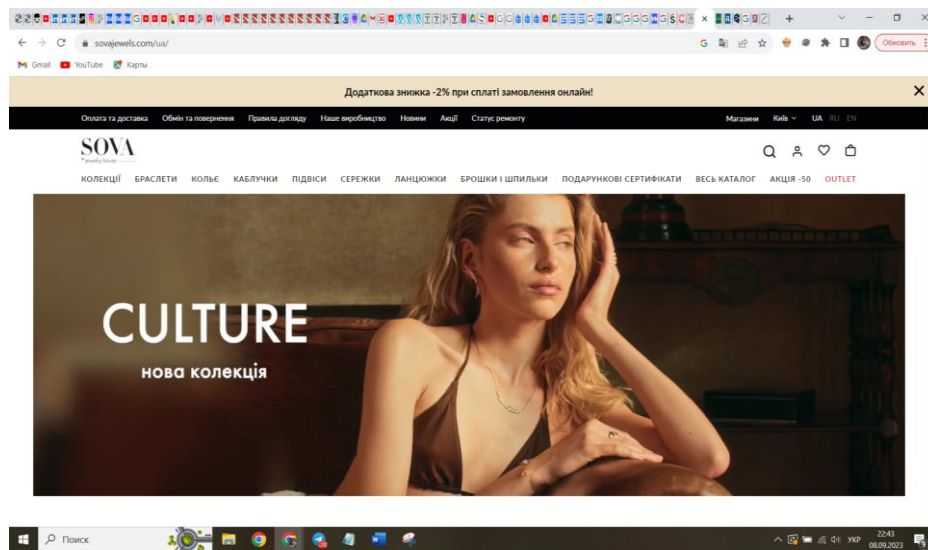 sovajewels.com/ua/
Обновить
Gmail YouTube Карты
Додаткова знижка -2% при сплаті замовлення онлайн!
Оплата та доставка Обмін та повернення Правила догляду Наше виробництво Новини Акції Статус ремонту Магазини Київ UA RU EN
SOVA
jewelry house
КОЛЕКЦІЇ БРАСЛЕТИ КОЛЬЄ КАБЛУЧКИ ПІДВІСИ СЕРЕЖКИ ЛАНЦЮЖКИ БРОШКИ І ШПИЛЬКИ ПОДАРУНКОВІ СЕРТИФІКАТИ ВЕСЬ КАТАЛОГ АКЦІЯ -50 OUTLET
CULTURE
нова колекція
Поиск
УКР
22:43
08.09.2023